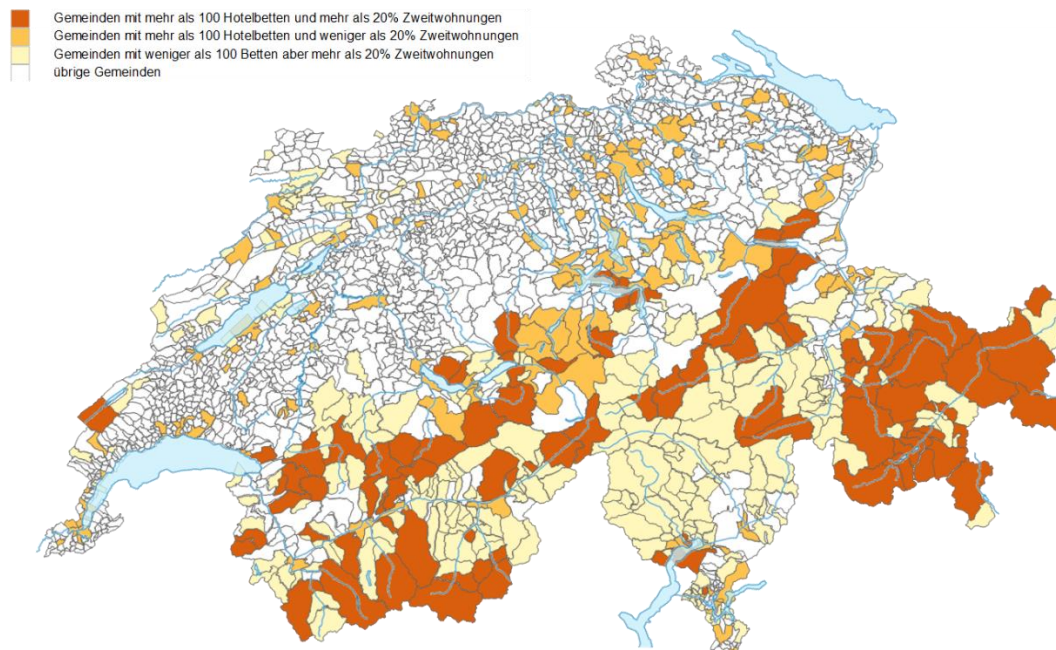 Gemeinden mit mehr als 100 Hotelbetten und mehr als 20% Zweitwohnungen
Gemeinden mit mehr als 100 Hotelbetten und weniger als 20% Zweitwohnungen
Gemeinden mit weniger als 100 Betten aber mehr als 20% Zweitwohnungen
übrige Gemeinden